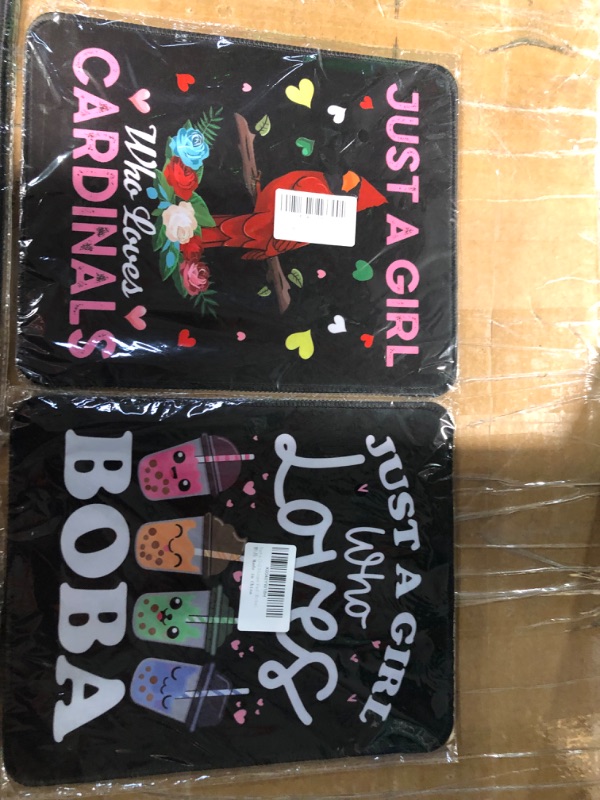 JUST A GIRL
Who Loves
CARDINALS
JUST A GIRL
Who
Loves
BOBA